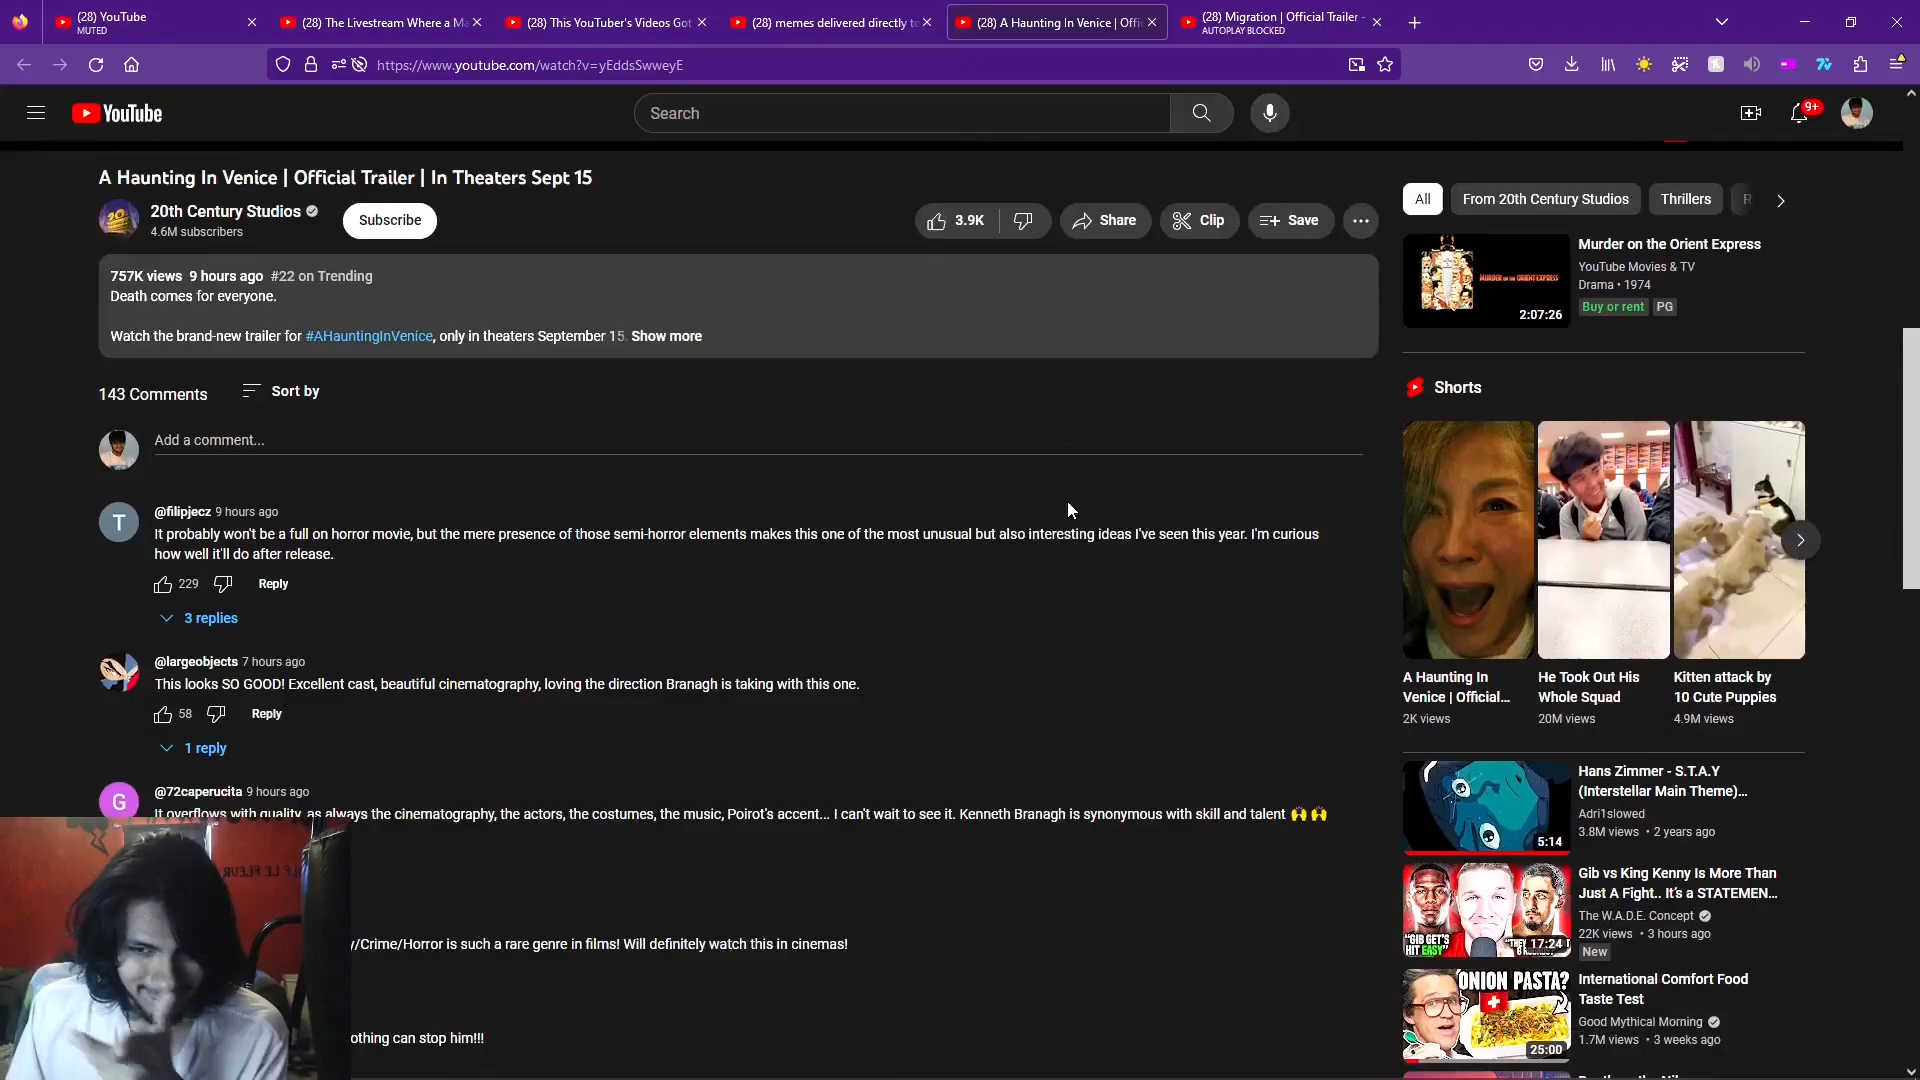 (28) YouTube
MUTED
(28) The Livestream Where a Ma
(28) This YouTuber's Videos Got
(28) memes delivered directly t
(28) A Haunting In Venice | Offi
(28) Migration | Official Trailer -
AUTOPLAY BLOCKED
https://www.youtube.com/watch?v=yEddsSwweyE
YouTube
Search
9+
A Haunting In Venice | Official Trailer | In Theaters Sept 15
20th Century Studios
4.6M subscribers
Subscribe
3.9K
Share
Clip
Save
757K views 9 hours ago #22 on Trending
Death comes for everyone.
Watch the brand-new trailer for #AHauntingInVenice, only in theaters September 15. Show more
143 Comments
Sort by
Add a comment...
T
@filipjecz 9 hours ago
It probably won't be a full on horror movie, but the mere presence of those semi-horror elements makes this one of the most unusual but also interesting ideas I've seen this year. I'm curious
how well it'll do after release.
229
Reply
3 replies
@largeobjects 7 hours ago
This looks SO GOOD! Excellent cast, beautiful cinematography, loving the direction Branagh is taking with this one.
58
Reply
1 reply
G
@72caperucita 9 hours ago
It overflows with quality, as always the cinematography, the actors, the costumes, the music, Poirot's accent... I can't wait to see it. Kenneth Branagh is synonymous with skill and talent 🙌🙌
y/Crime/Horror is such a rare genre in films! Will definitely watch this in cinemas!
othing can stop him!!!
All
From 20th Century Studios
Thrillers
R
MURDER ON THE ORIENT EXPRESS
2:07:26
Murder on the Orient Express
YouTube Movies & TV
Drama • 1974
Buy or rent
PG
Shorts
A Haunting In
Venice | Official...
2K views
He Took Out His
Whole Squad
20M views
Kitten attack by
10 Cute Puppies
4.9M views
5:14
Hans Zimmer - S.T.A.Y
(Interstellar Main Theme)...
Adri1slowed
3.8M views • 2 years ago
"GIB GET'S
HIT EASY"
17:24
Gib vs King Kenny Is More Than
Just A Fight.. It's a STATEMEN...
The W.A.D.E. Concept
22K views • 3 hours ago
New
ONION PASTA?
25:00
International Comfort Food
Taste Test
Good Mythical Morning
1.7M views • 3 weeks ago